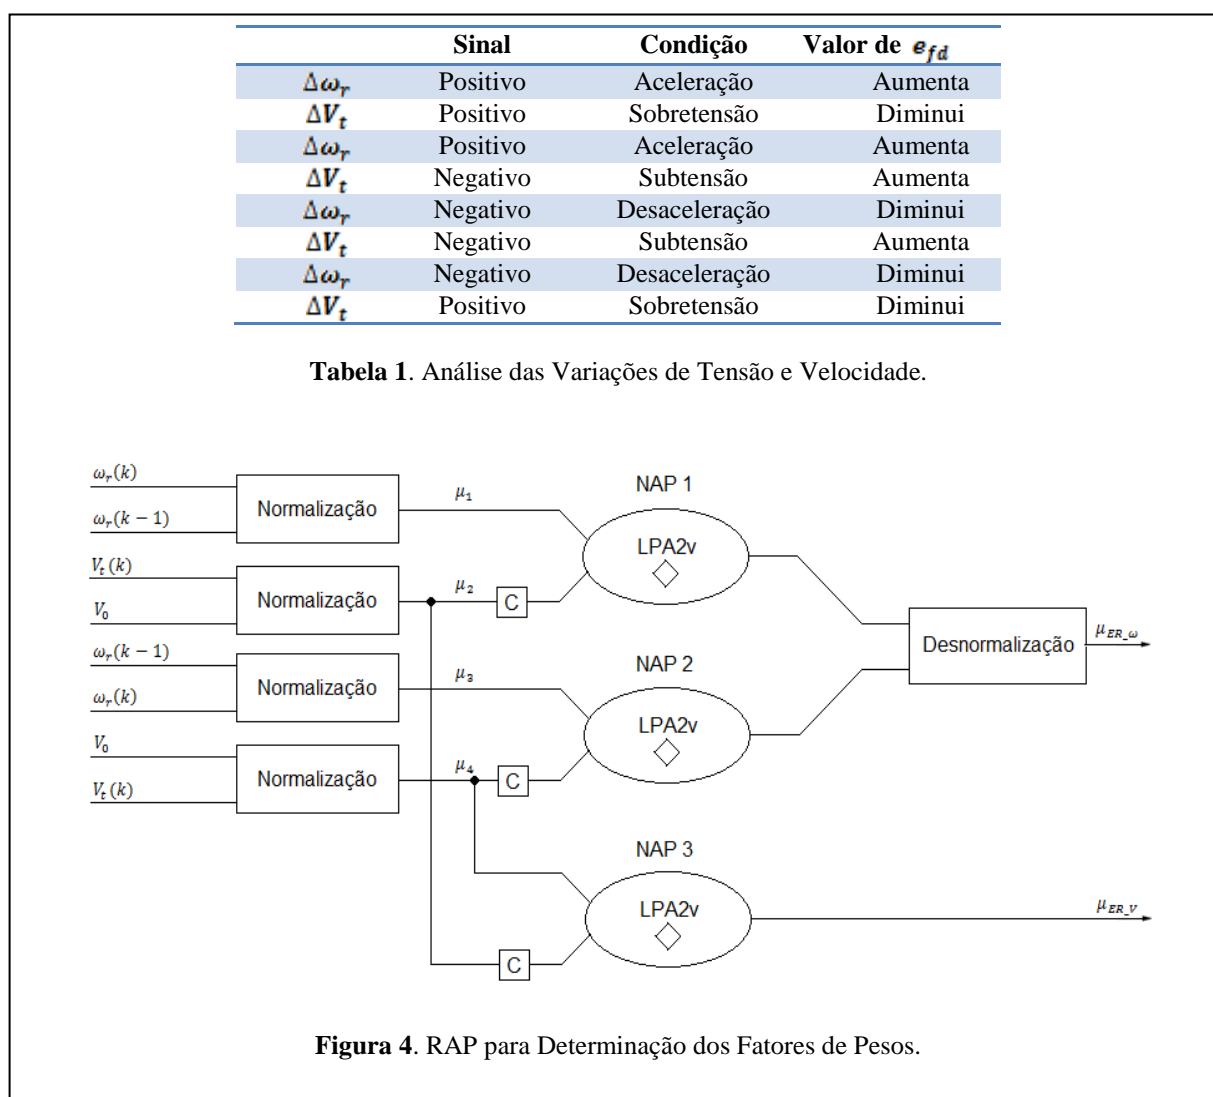 Sinal Condição Valor de e_fd
Δω_r Positivo Aceleração Aumenta
ΔV_t Positivo Sobretensão Diminui
Δω_r Positivo Aceleração Aumenta
ΔV_t Negativo Subtensão Aumenta
Δω_r Negativo Desaceleração Diminui
ΔV_t Negativo Subtensão Aumenta
Δω_r Negativo Desaceleração Diminui
ΔV_t Positivo Sobretensão Diminui
Tabela 1. Análise das Variações de Tensão e Velocidade.
ω_r(k)
ω_r(k − 1)
Normalização
μ_1
V_t(k)
V_0
Normalização
μ_2
C
NAP 1
LPA2v
ω_r(k − 1)
ω_r(k)
Normalização
μ_3
V_0
V_t(k)
Normalização
μ_4
C
NAP 2
LPA2v
Desnormalização
μ_ER_ω
NAP 3
LPA2v
C
μ_ER_V
Figura 4. RAP para Determinação dos Fatores de Pesos.